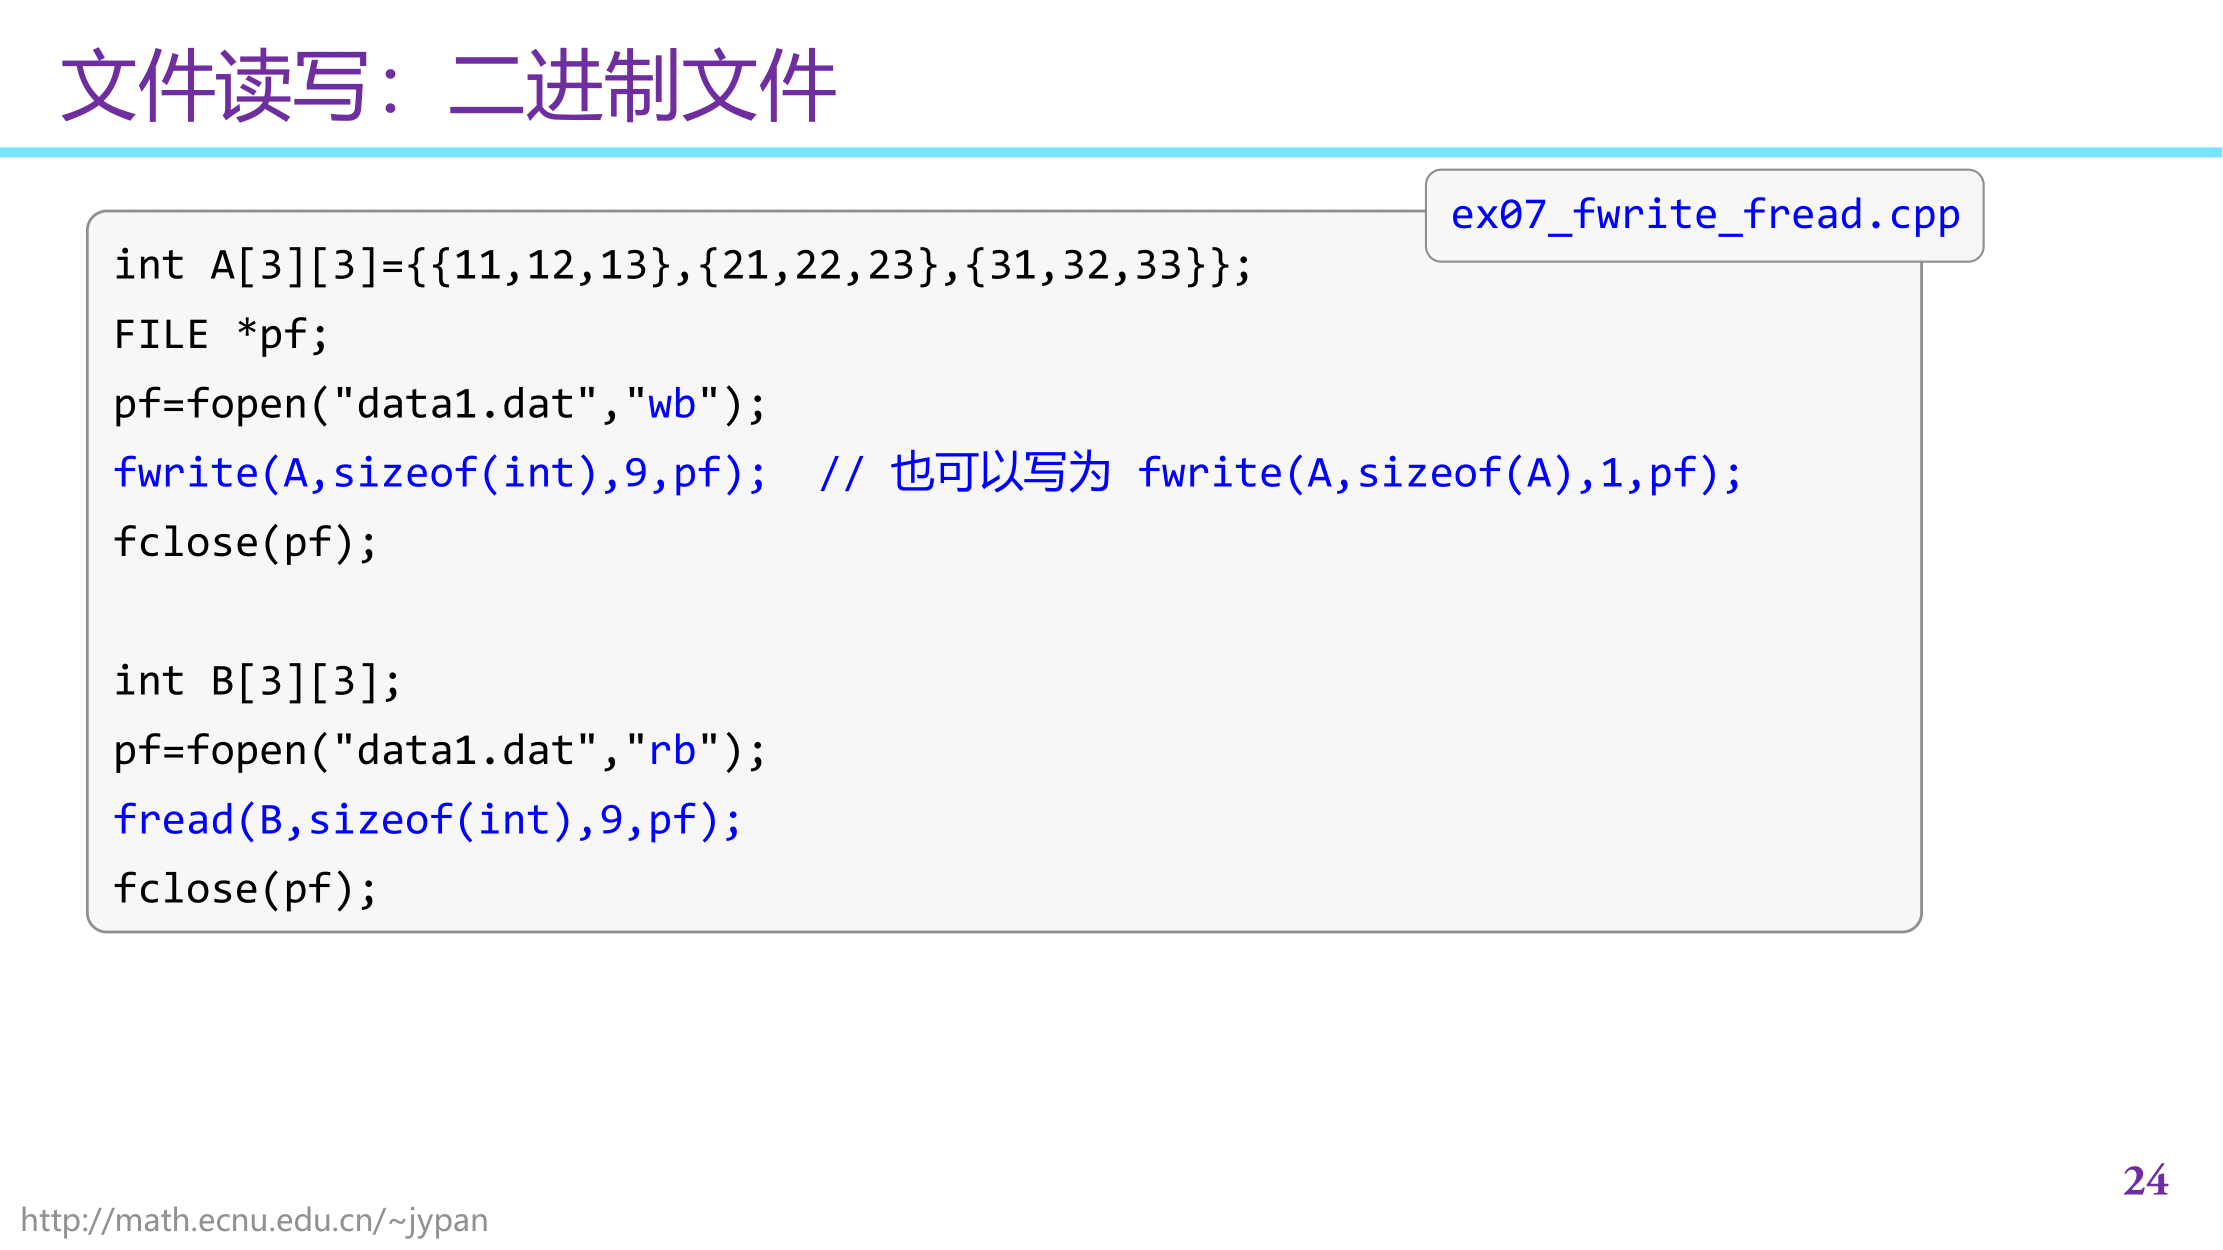 文件读写：二进制文件
ex07_fwrite_fread.cpp
int A[3][3]={{11,12,13},{21,22,23},{31,32,33}};
FILE *pf;
pf=fopen("data1.dat","wb");
fwrite(A,sizeof(int),9,pf);  // 也可以写为 fwrite(A,sizeof(A),1,pf);
fclose(pf);
int B[3][3];
pf=fopen("data1.dat","rb");
fread(B,sizeof(int),9,pf);
fclose(pf);
24
http://math.ecnu.edu.cn/~jypan